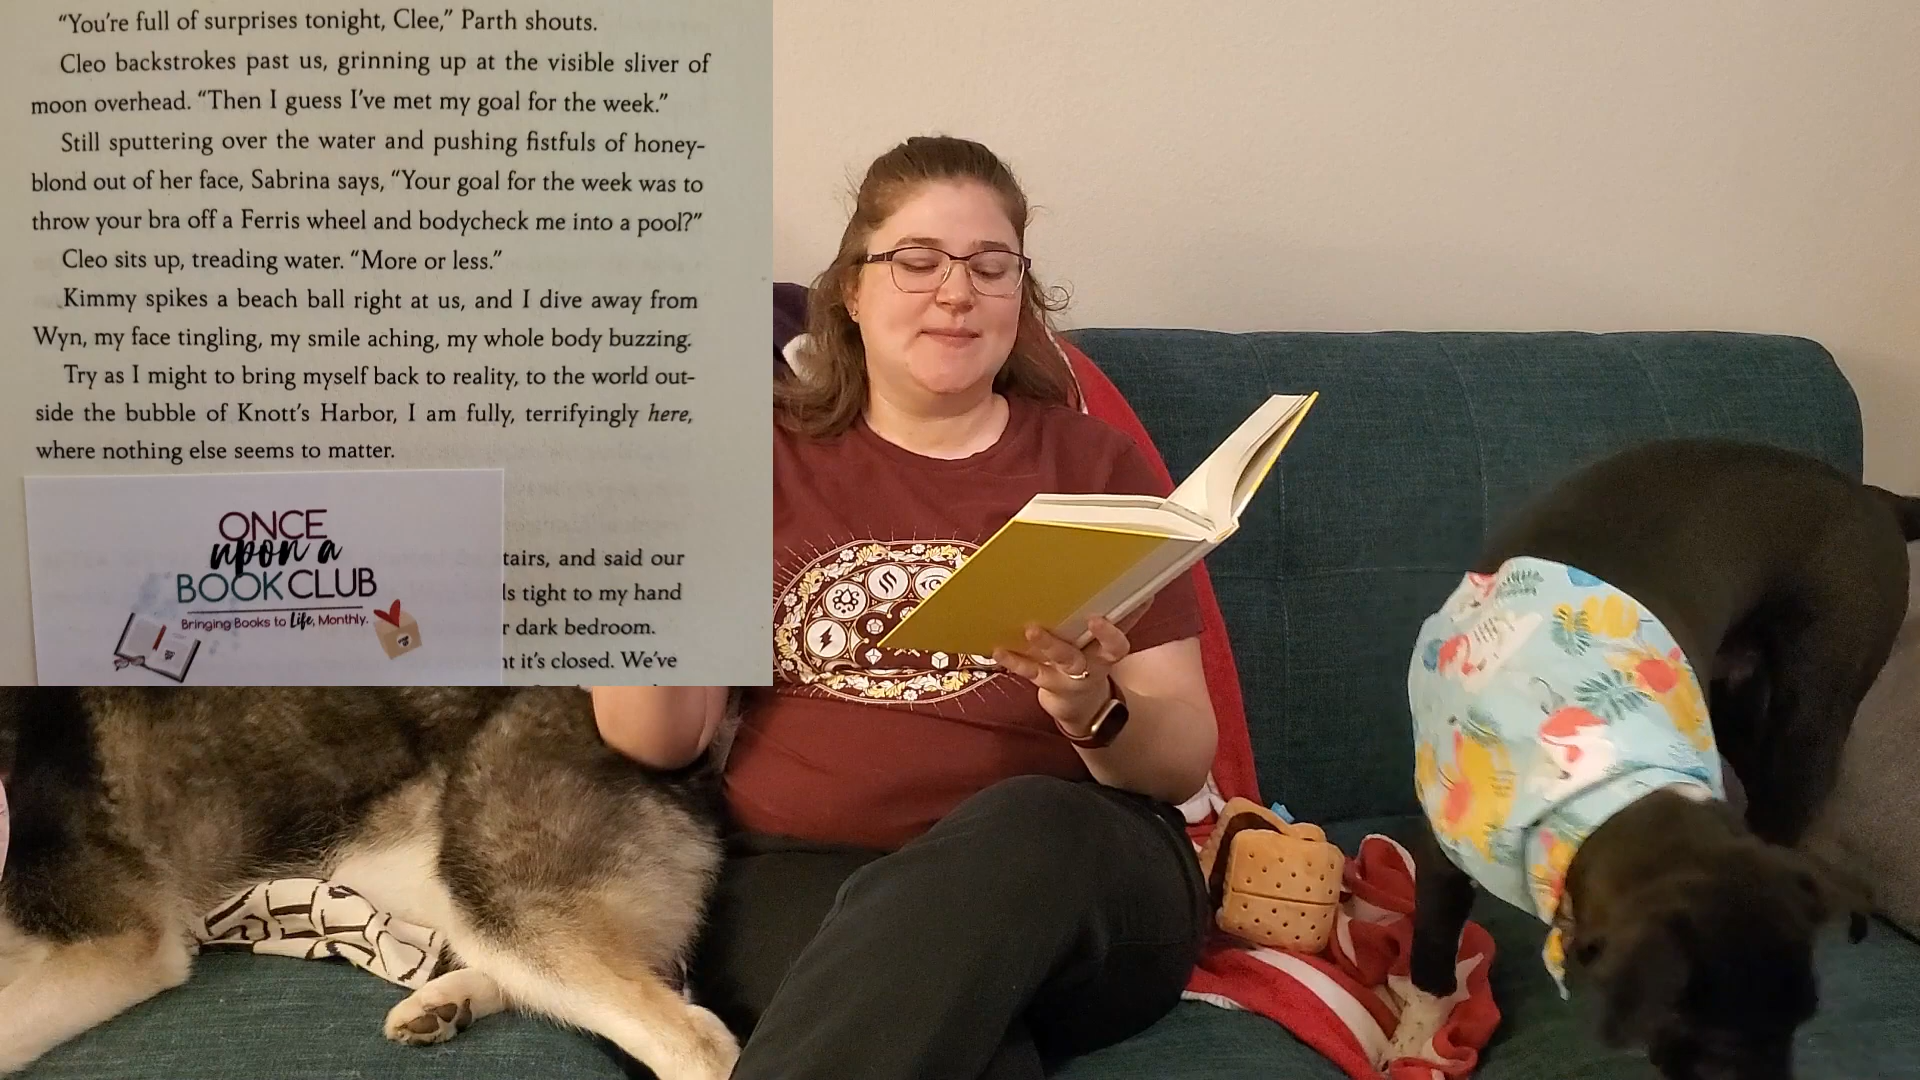 “You’re full of surprises tonight, Clee,” Parth shouts.
Cleo backstrokes past us, grinning up at the visible sliver of
moon overhead. “Then I guess I’ve met my goal for the week.”
Still sputtering over the water and pushing fistfuls of honey-
blond out of her face, Sabrina says, “Your goal for the week was to
throw your bra off a Ferris wheel and bodycheck me into a pool?”
Cleo sits up, treading water. “More or less.”
Kimmy spikes a beach ball right at us, and I dive away from
Wyn, my face tingling, my smile aching, my whole body buzzing.
Try as I might to bring myself back to reality, to the world out-
side the bubble of Knott’s Harbor, I am fully, terrifyingly here,
where nothing else seems to matter.
tairs, and said our
ls tight to my hand
r dark bedroom.
nt it’s closed. We’ve
ONCE
upon a
BOOK CLUB
Bringing Books to Life, Monthly.